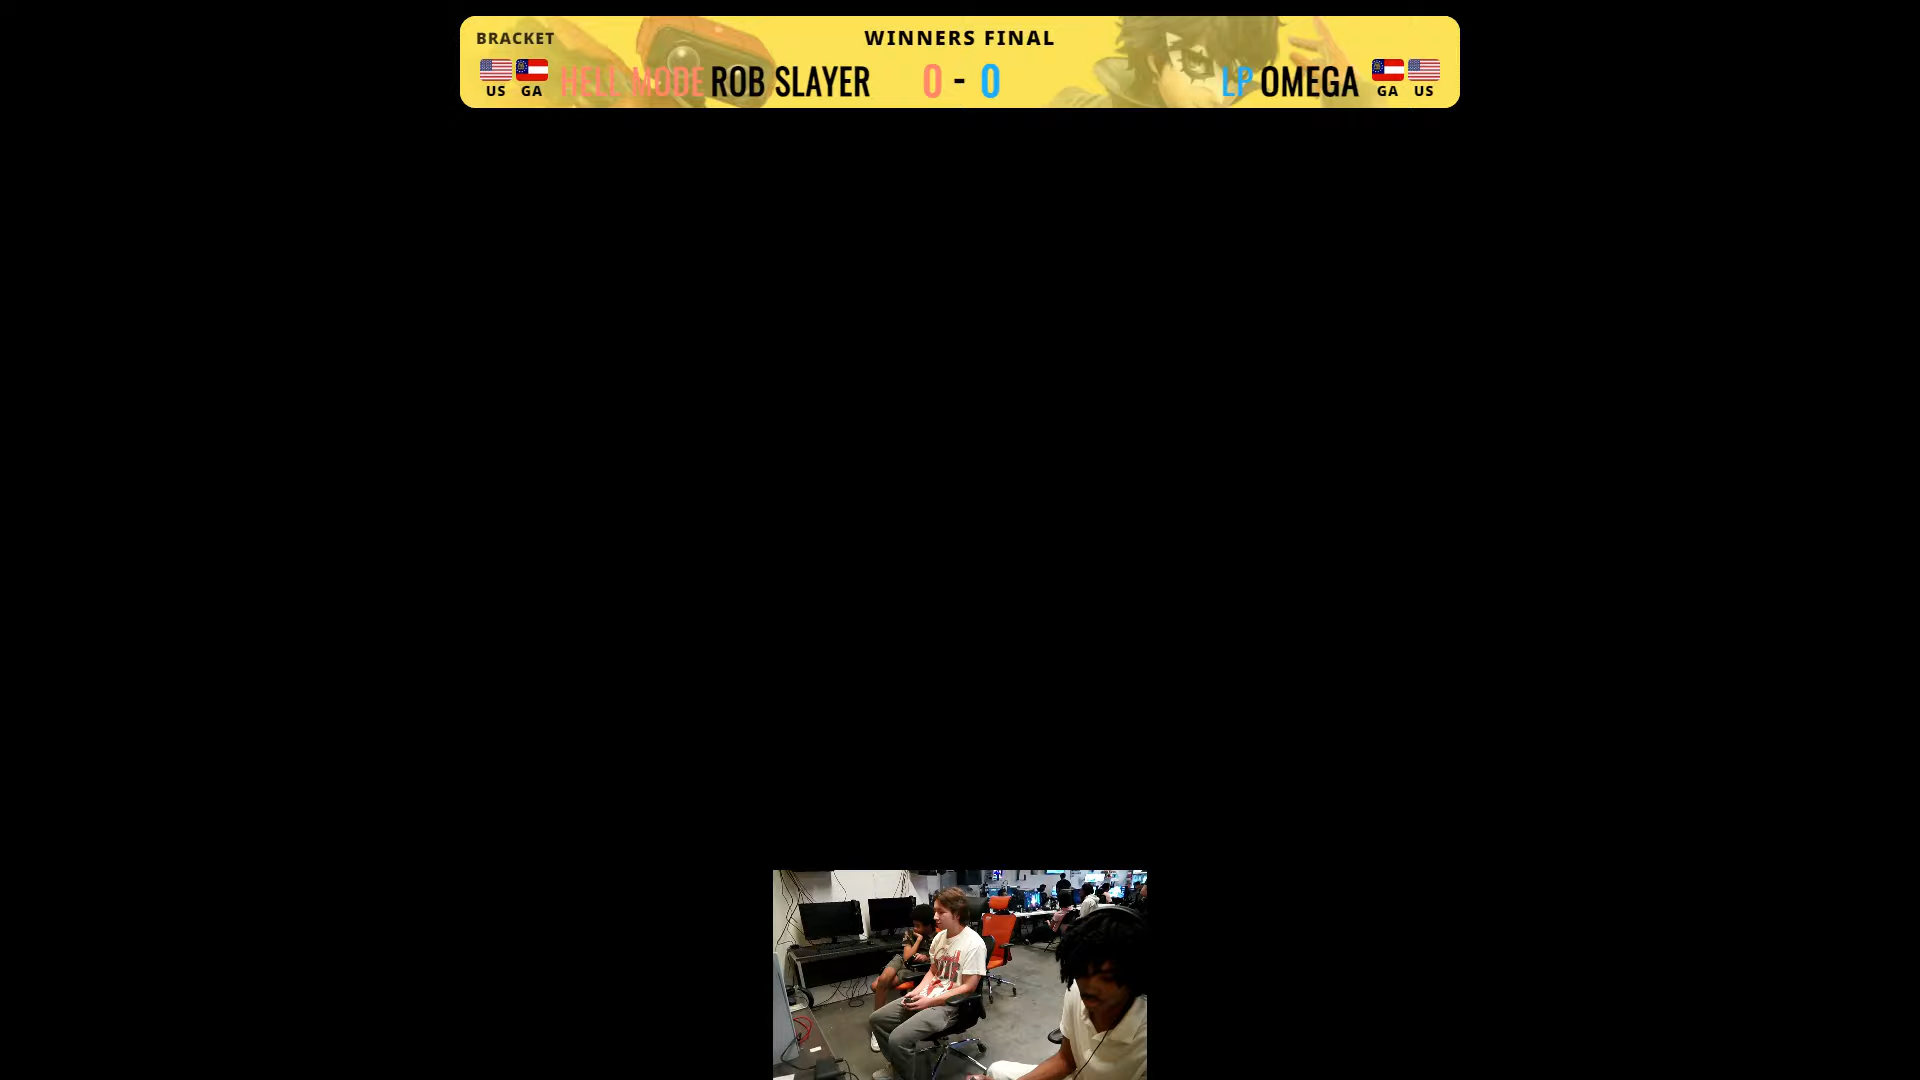 BRACKET
WINNERS FINAL
US GA HELL MODE ROB SLAYER 0 - 0 LP OMEGA GA US